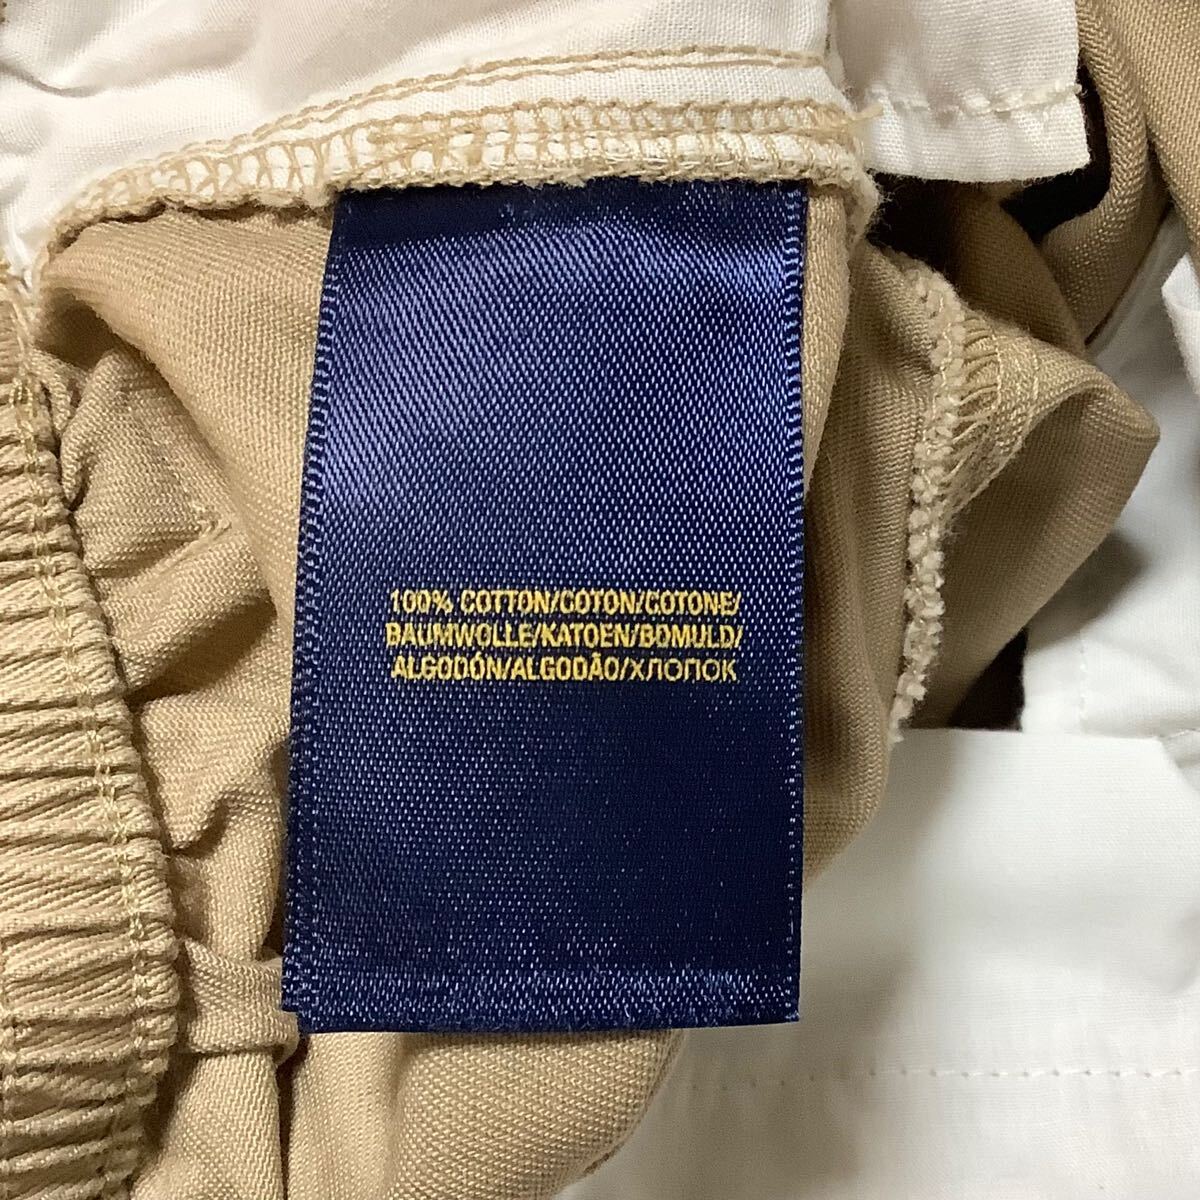 100% COTTON/COTON/COTONE/
BAUMWOLLE/KATOEN/BOMULD/
ALGODÓN/ALGODÃO/ХЛОПОК